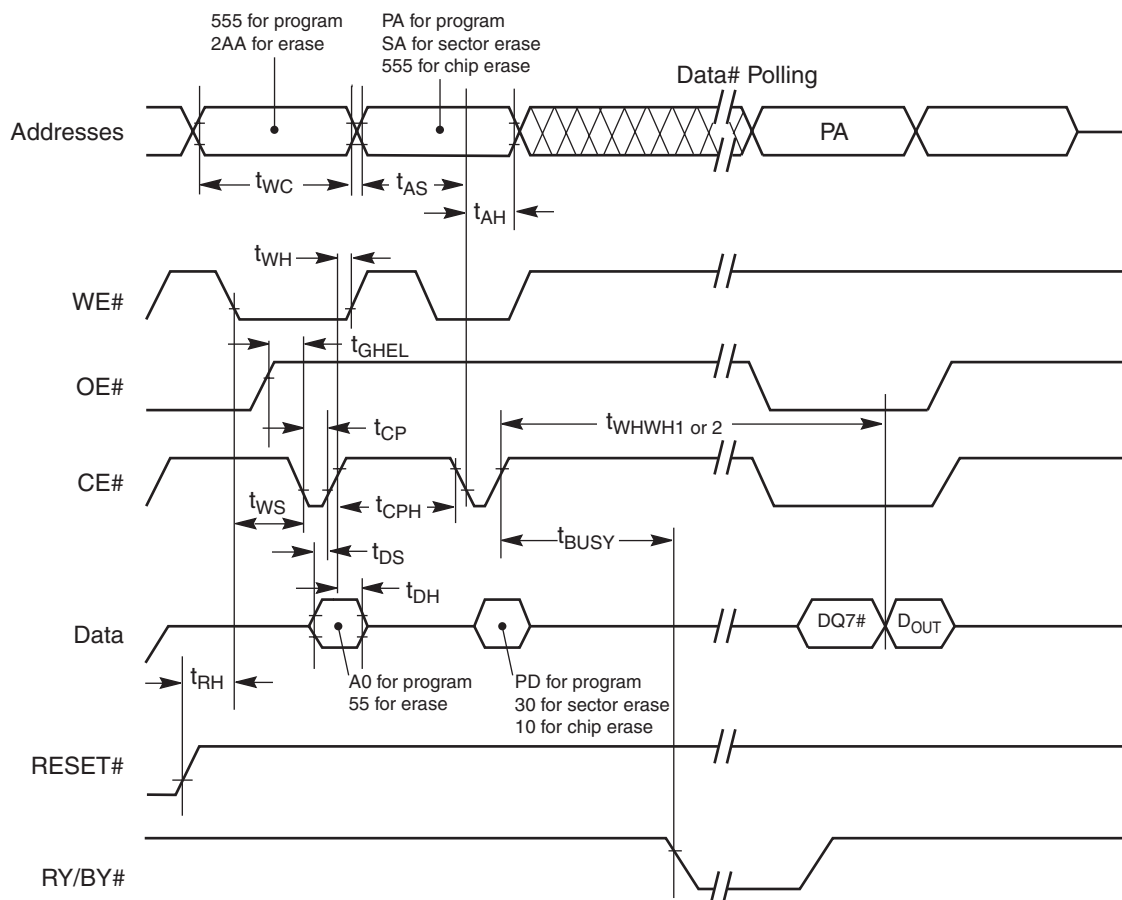 555 for program
2AA for erase
PA for program
SA for sector erase
555 for chip erase
Data# Polling
Addresses
PA
tWC
tAS
tAH
tWH
WE#
tGHEL
OE#
tWHWH1 or 2
tCP
CE#
tWS
tCPH
tBUSY
tDS
tDH
Data
DQ7#
DOUT
tRH
A0 for program
55 for erase
PD for program
30 for sector erase
10 for chip erase
RESET#
RY/BY#